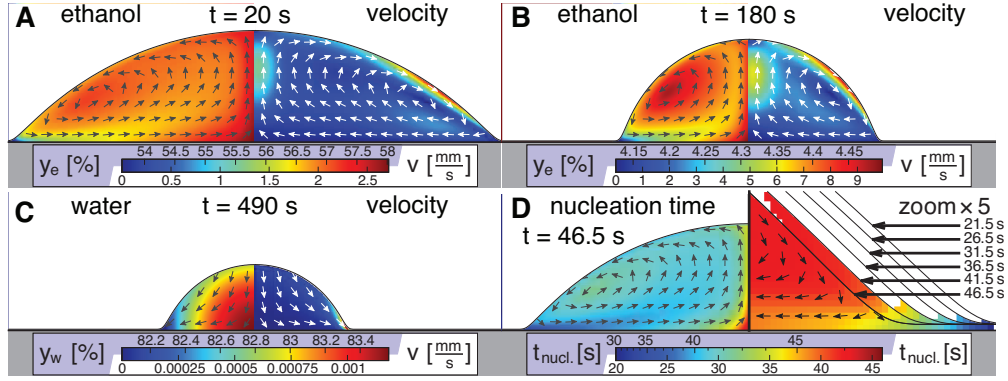 A ethanol t = 20 s velocity
54 54.5 55 55.5 56 56.5 57 57.5 58
y_e [%] v [mm/s]
0 0.5 1 1.5 2 2.5
B ethanol t = 180 s velocity
4.15 4.2 4.25 4.3 4.35 4.4 4.45
y_e [%] v [mm/s]
0 1 2 3 4 5 6 7 8 9
C water t = 490 s velocity
82.2 82.4 82.6 82.8 83 83.2 83.4
y_w [%] v [mm/s]
0 0.00025 0.0005 0.00075 0.001
D nucleation time zoom × 5
t = 46.5 s
21.5 s
26.5 s
31.5 s
36.5 s
41.5 s
46.5 s
30 35 40 45
t_nucl. [s] t_nucl. [s]
20 25 30 35 40 45